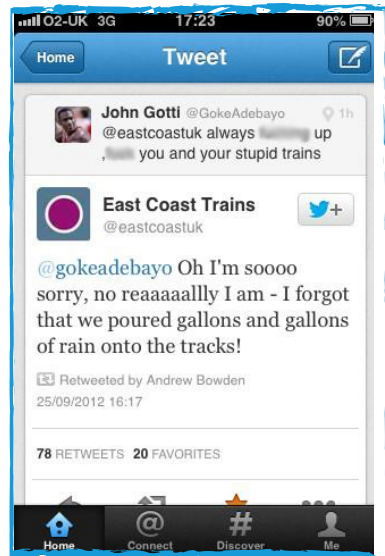 O2-UK 3G 17:23 90%
Home Tweet
John Gotti @GokeAdebayo 1h
@eastcoastuk always up
, you and your stupid trains
East Coast Trains
@eastcoastuk
@gokeadebayo Oh I'm soooo
sorry, no reaaaaallly I am - I forgot
that we poured gallons and gallons
of rain onto the tracks!
Retweeted by Andrew Bowden
25/09/2012 16:17
78 RETWEETS 20 FAVORITES
Home Connect Discover Me